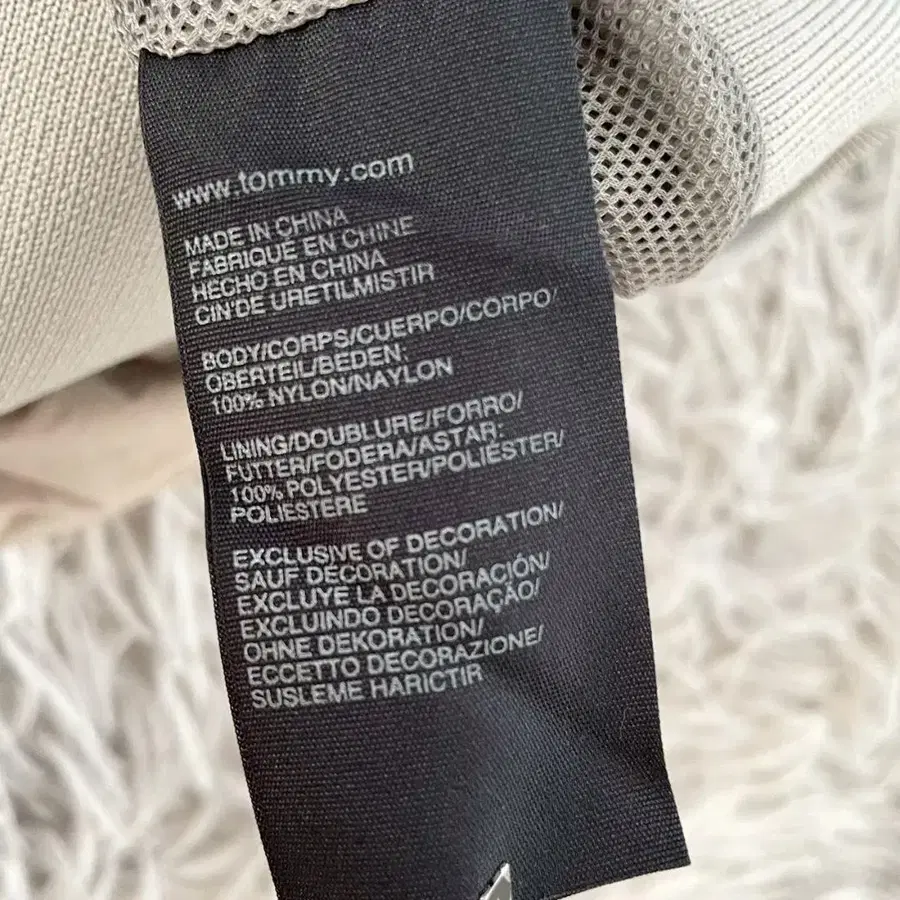 www.tommy.com
MADE IN CHINA
FABRIQUÉ EN CHINE
HECHO EN CHINA
CIN'DE URETILMISTIR
BODY/CORPS/CUERPO/CORPO/
OBERTEIL/BEDEN:
100% NYLON/NAYLON
LINING/DOUBLURE/FORRO/
FUTTER/FODERA/ASTAR:
100% POLYESTER/POLIÉSTER/
POLIESTERE
EXCLUSIVE OF DECORATION/
SAUF DÉCORATION/
EXCLUYE LA DECORACIÓN/
EXCLUINDO DECORAÇÃO/
OHNE DEKORATION/
ECCETTO DECORAZIONE/
SUSLEME HARICTIR